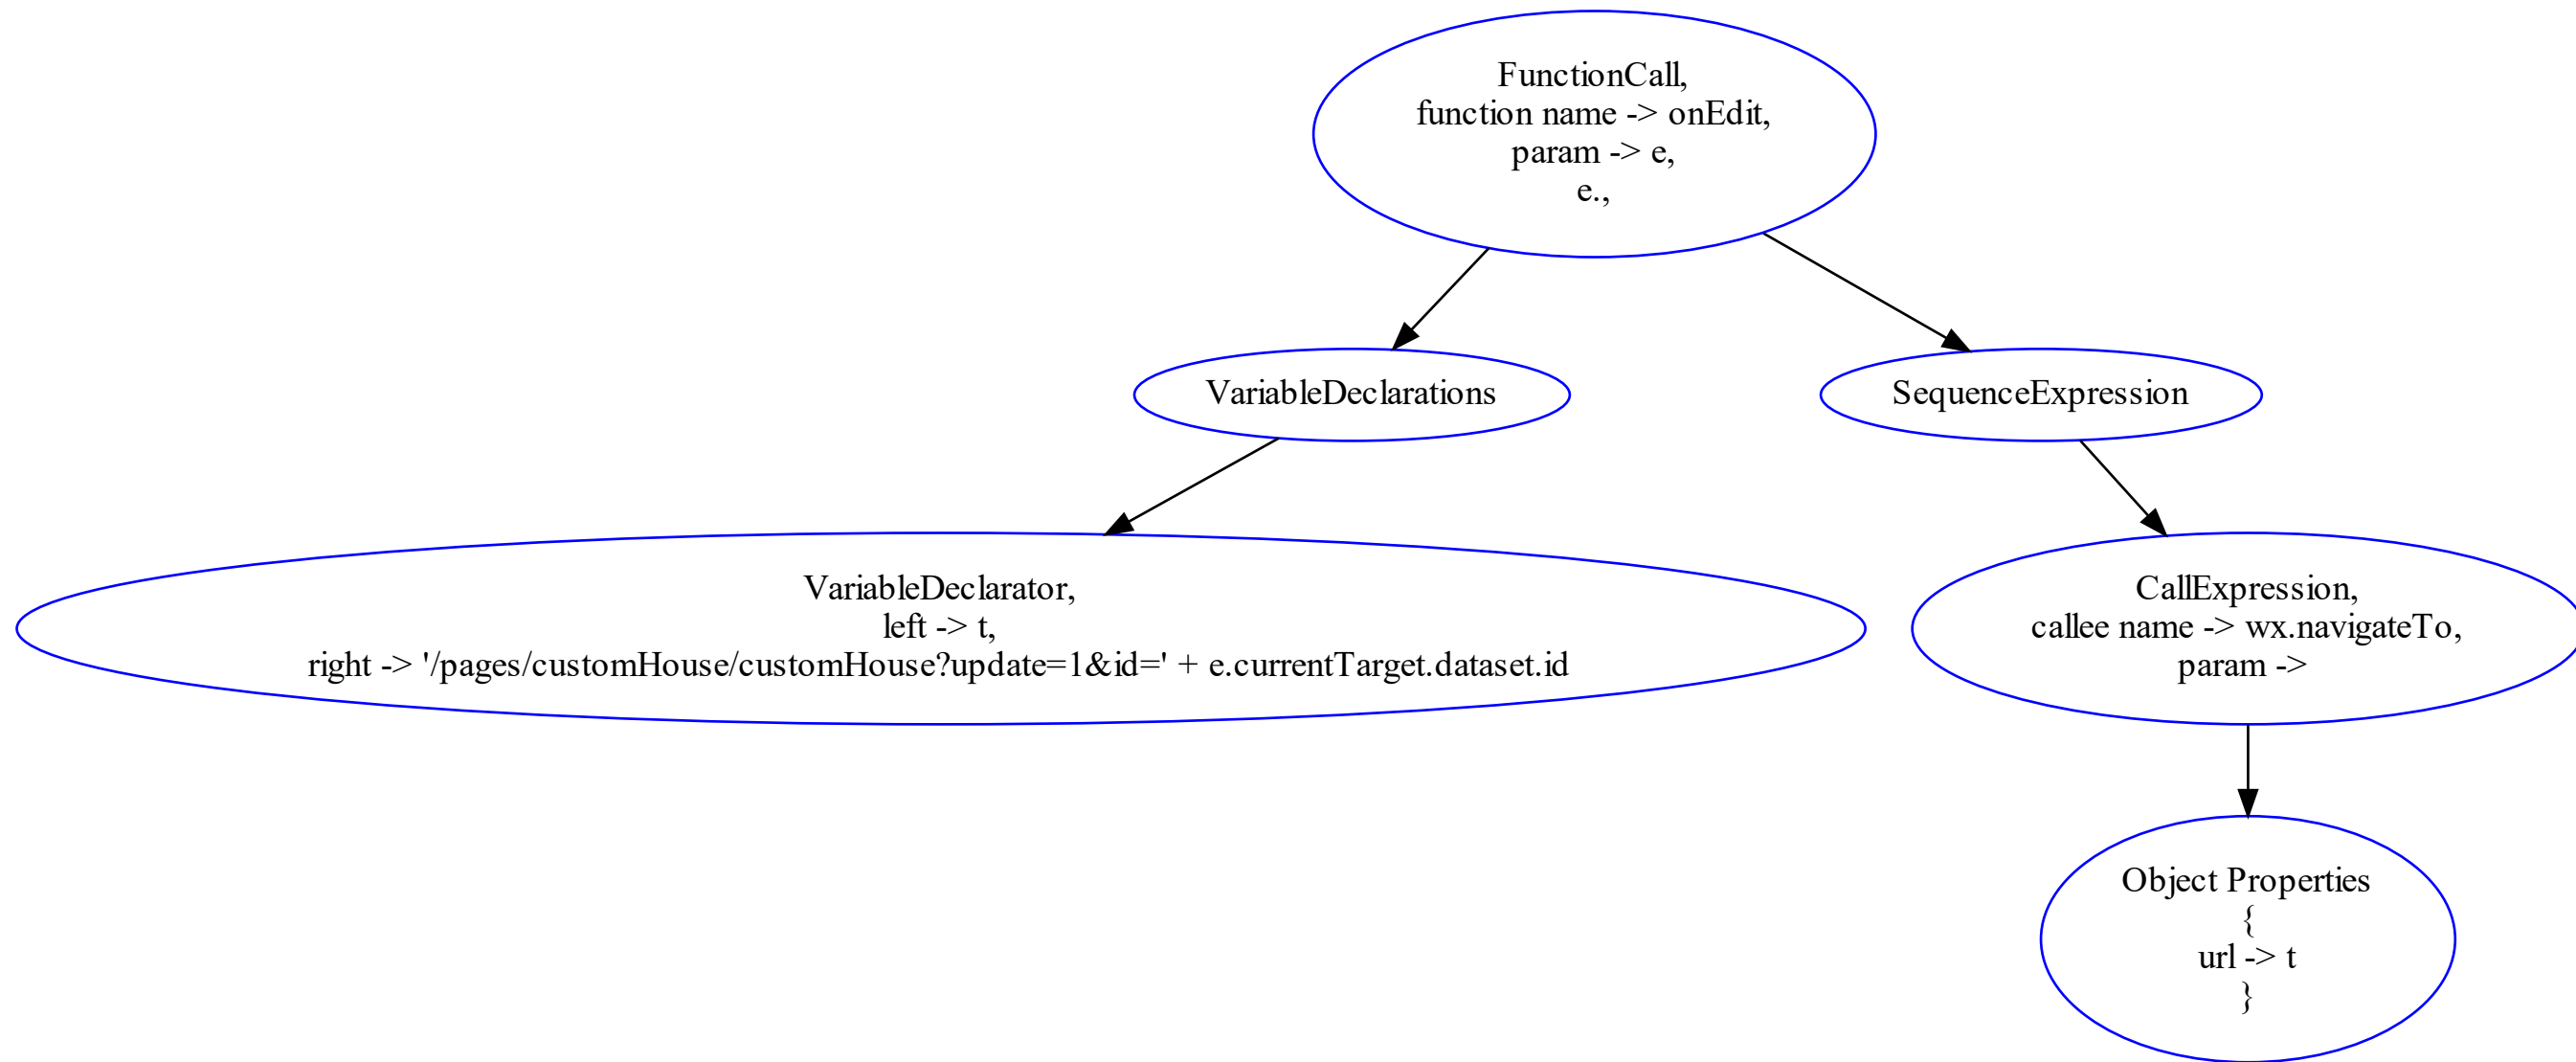 FunctionCall,
function name -> onEdit,
param -> e,
e.,
VariableDeclarations
SequenceExpression
VariableDeclarator,
left -> t,
right -> '/pages/customHouse/customHouse?update=1&id=' + e.currentTarget.dataset.id
CallExpression,
callee name -> wx.navigateTo,
param ->
Object Properties
{
url -> t
}